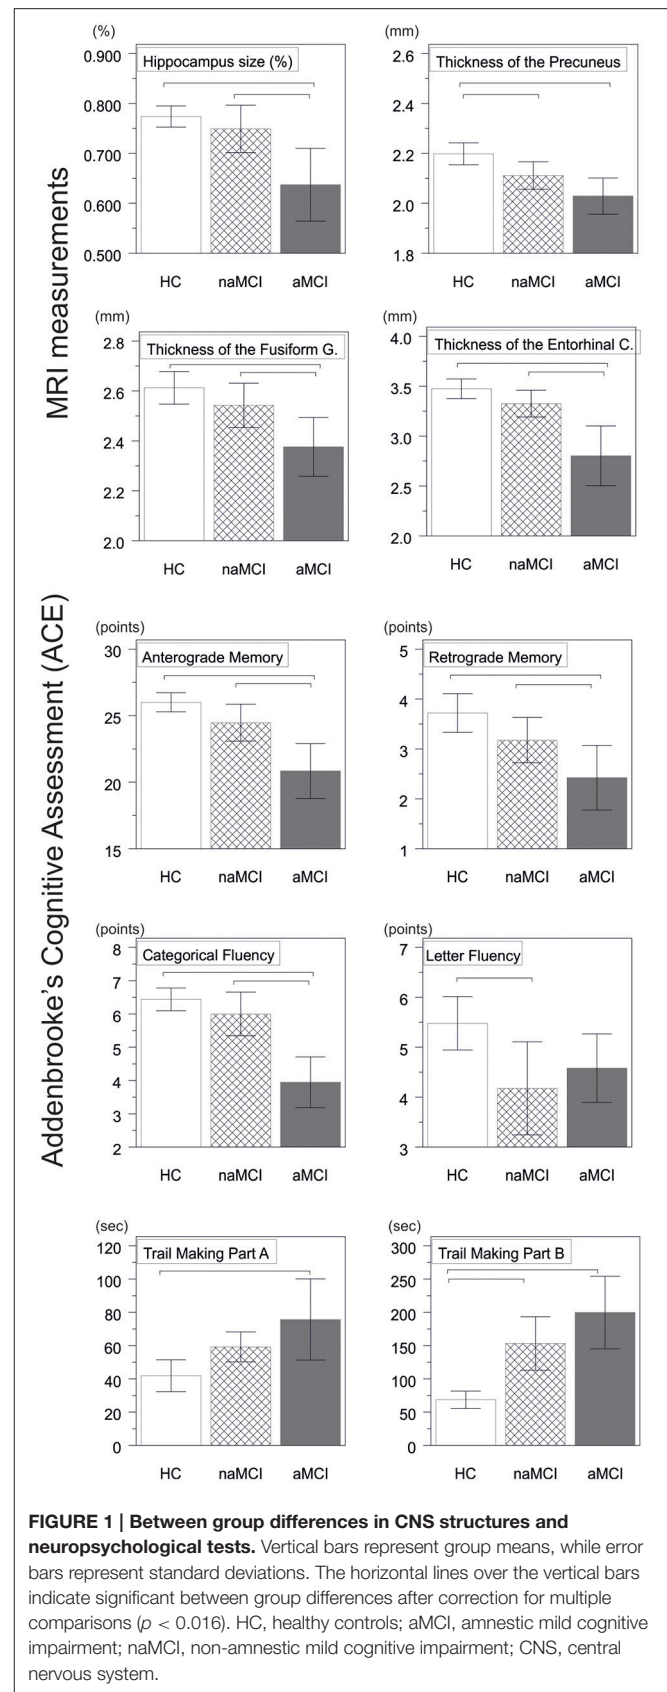 MRI measurements
(%)
Hippocampus size (%)
0.900
0.800
0.700
0.600
0.500
HC naMCI aMCI
(mm)
Thickness of the Precuneus
2.6
2.4
2.2
2.0
1.8
HC naMCI aMCI
(mm)
Thickness of the Fusiform G.
2.8
2.6
2.4
2.2
2.0
HC naMCI aMCI
(mm)
Thickness of the Entorhinal C.
4.0
3.5
3.0
2.5
2.0
HC naMCI aMCI
Addenbrooke's Cognitive Assessment (ACE)
(points)
Anterograde Memory
30
25
20
15
HC naMCI aMCI
(points)
Retrograde Memory
5
4
3
2
1
HC naMCI aMCI
(points)
Categorical Fluency
8
7
6
5
4
3
2
HC naMCI aMCI
(points)
Letter Fluency
7
6
5
4
3
HC naMCI aMCI
(sec)
Trail Making Part A
120
100
80
60
40
20
0
HC naMCI aMCI
(sec)
Trail Making Part B
300
250
200
150
100
50
0
HC naMCI aMCI
FIGURE 1 | Between group differences in CNS structures and
neuropsychological tests. Vertical bars represent group means, while error
bars represent standard deviations. The horizontal lines over the vertical bars
indicate significant between group differences after correction for multiple
comparisons (p < 0.016). HC, healthy controls; aMCI, amnestic mild cognitive
impairment; naMCI, non-amnestic mild cognitive impairment; CNS, central
nervous system.